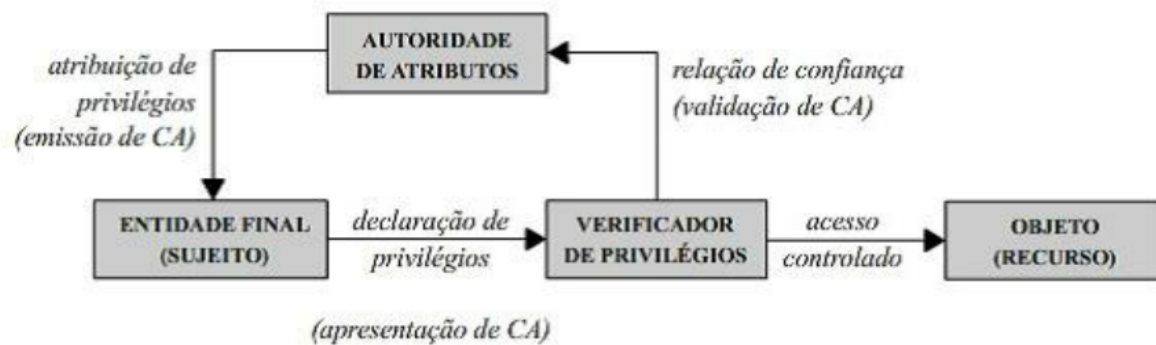 AUTORIDADE
DE ATRIBUTOS
atribuição de
privilégios
(emissão de CA)
relação de confiança
(validação de CA)
ENTIDADE FINAL
(SUJEITO)
declaração de
privilégios
VERIFICADOR
DE PRIVILÉGIOS
acesso
controlado
OBJETO
(RECURSO)
(apresentação de CA)